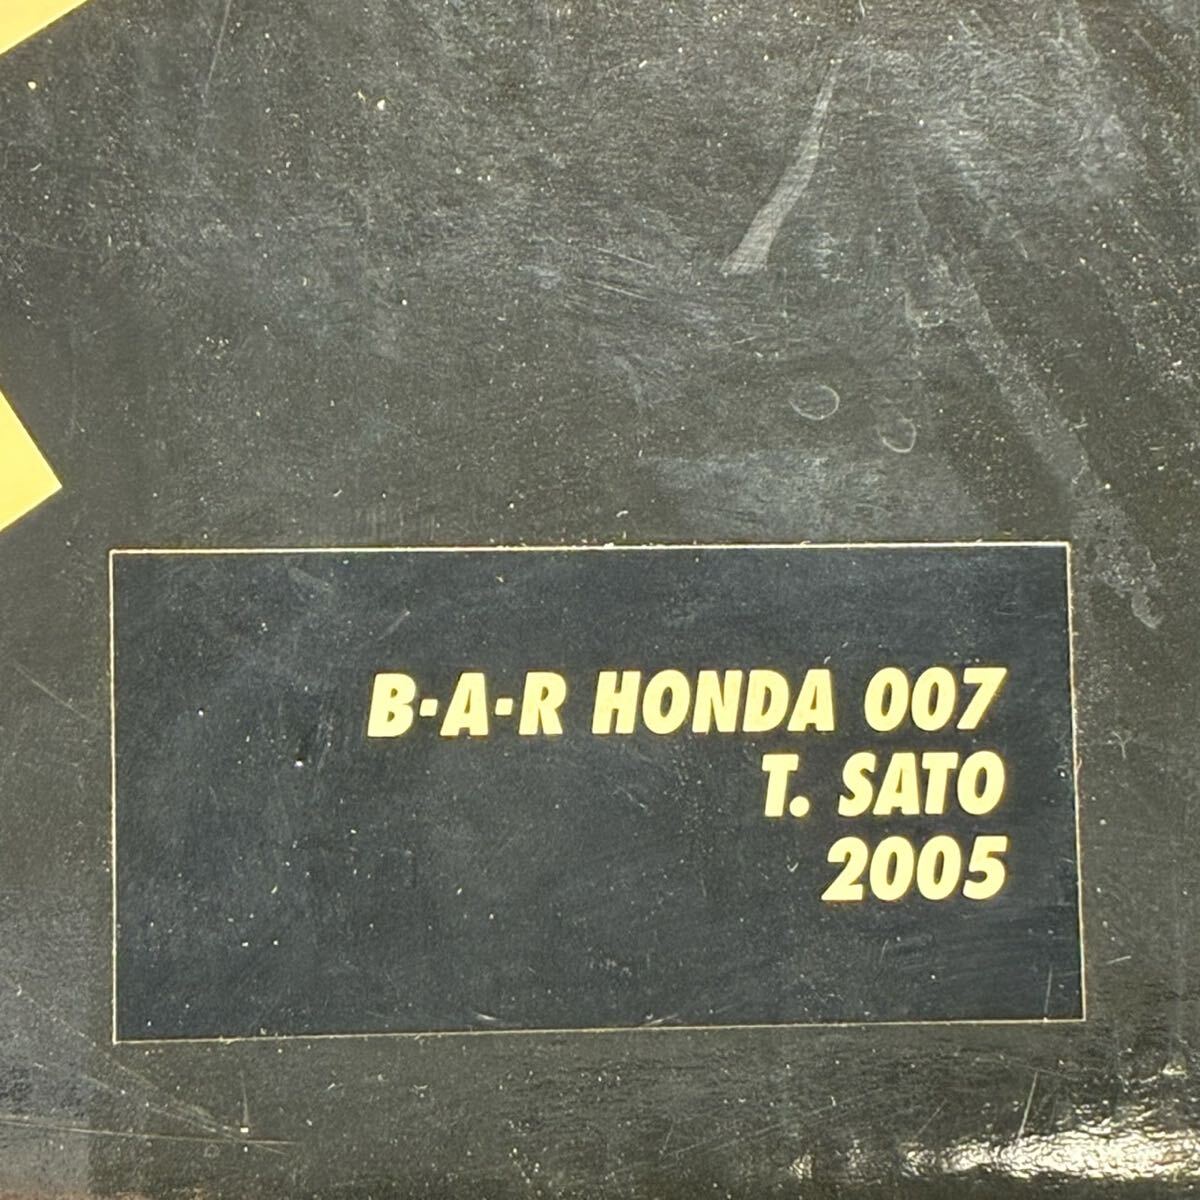 B·A·R HONDA 007
T. SATO
2005